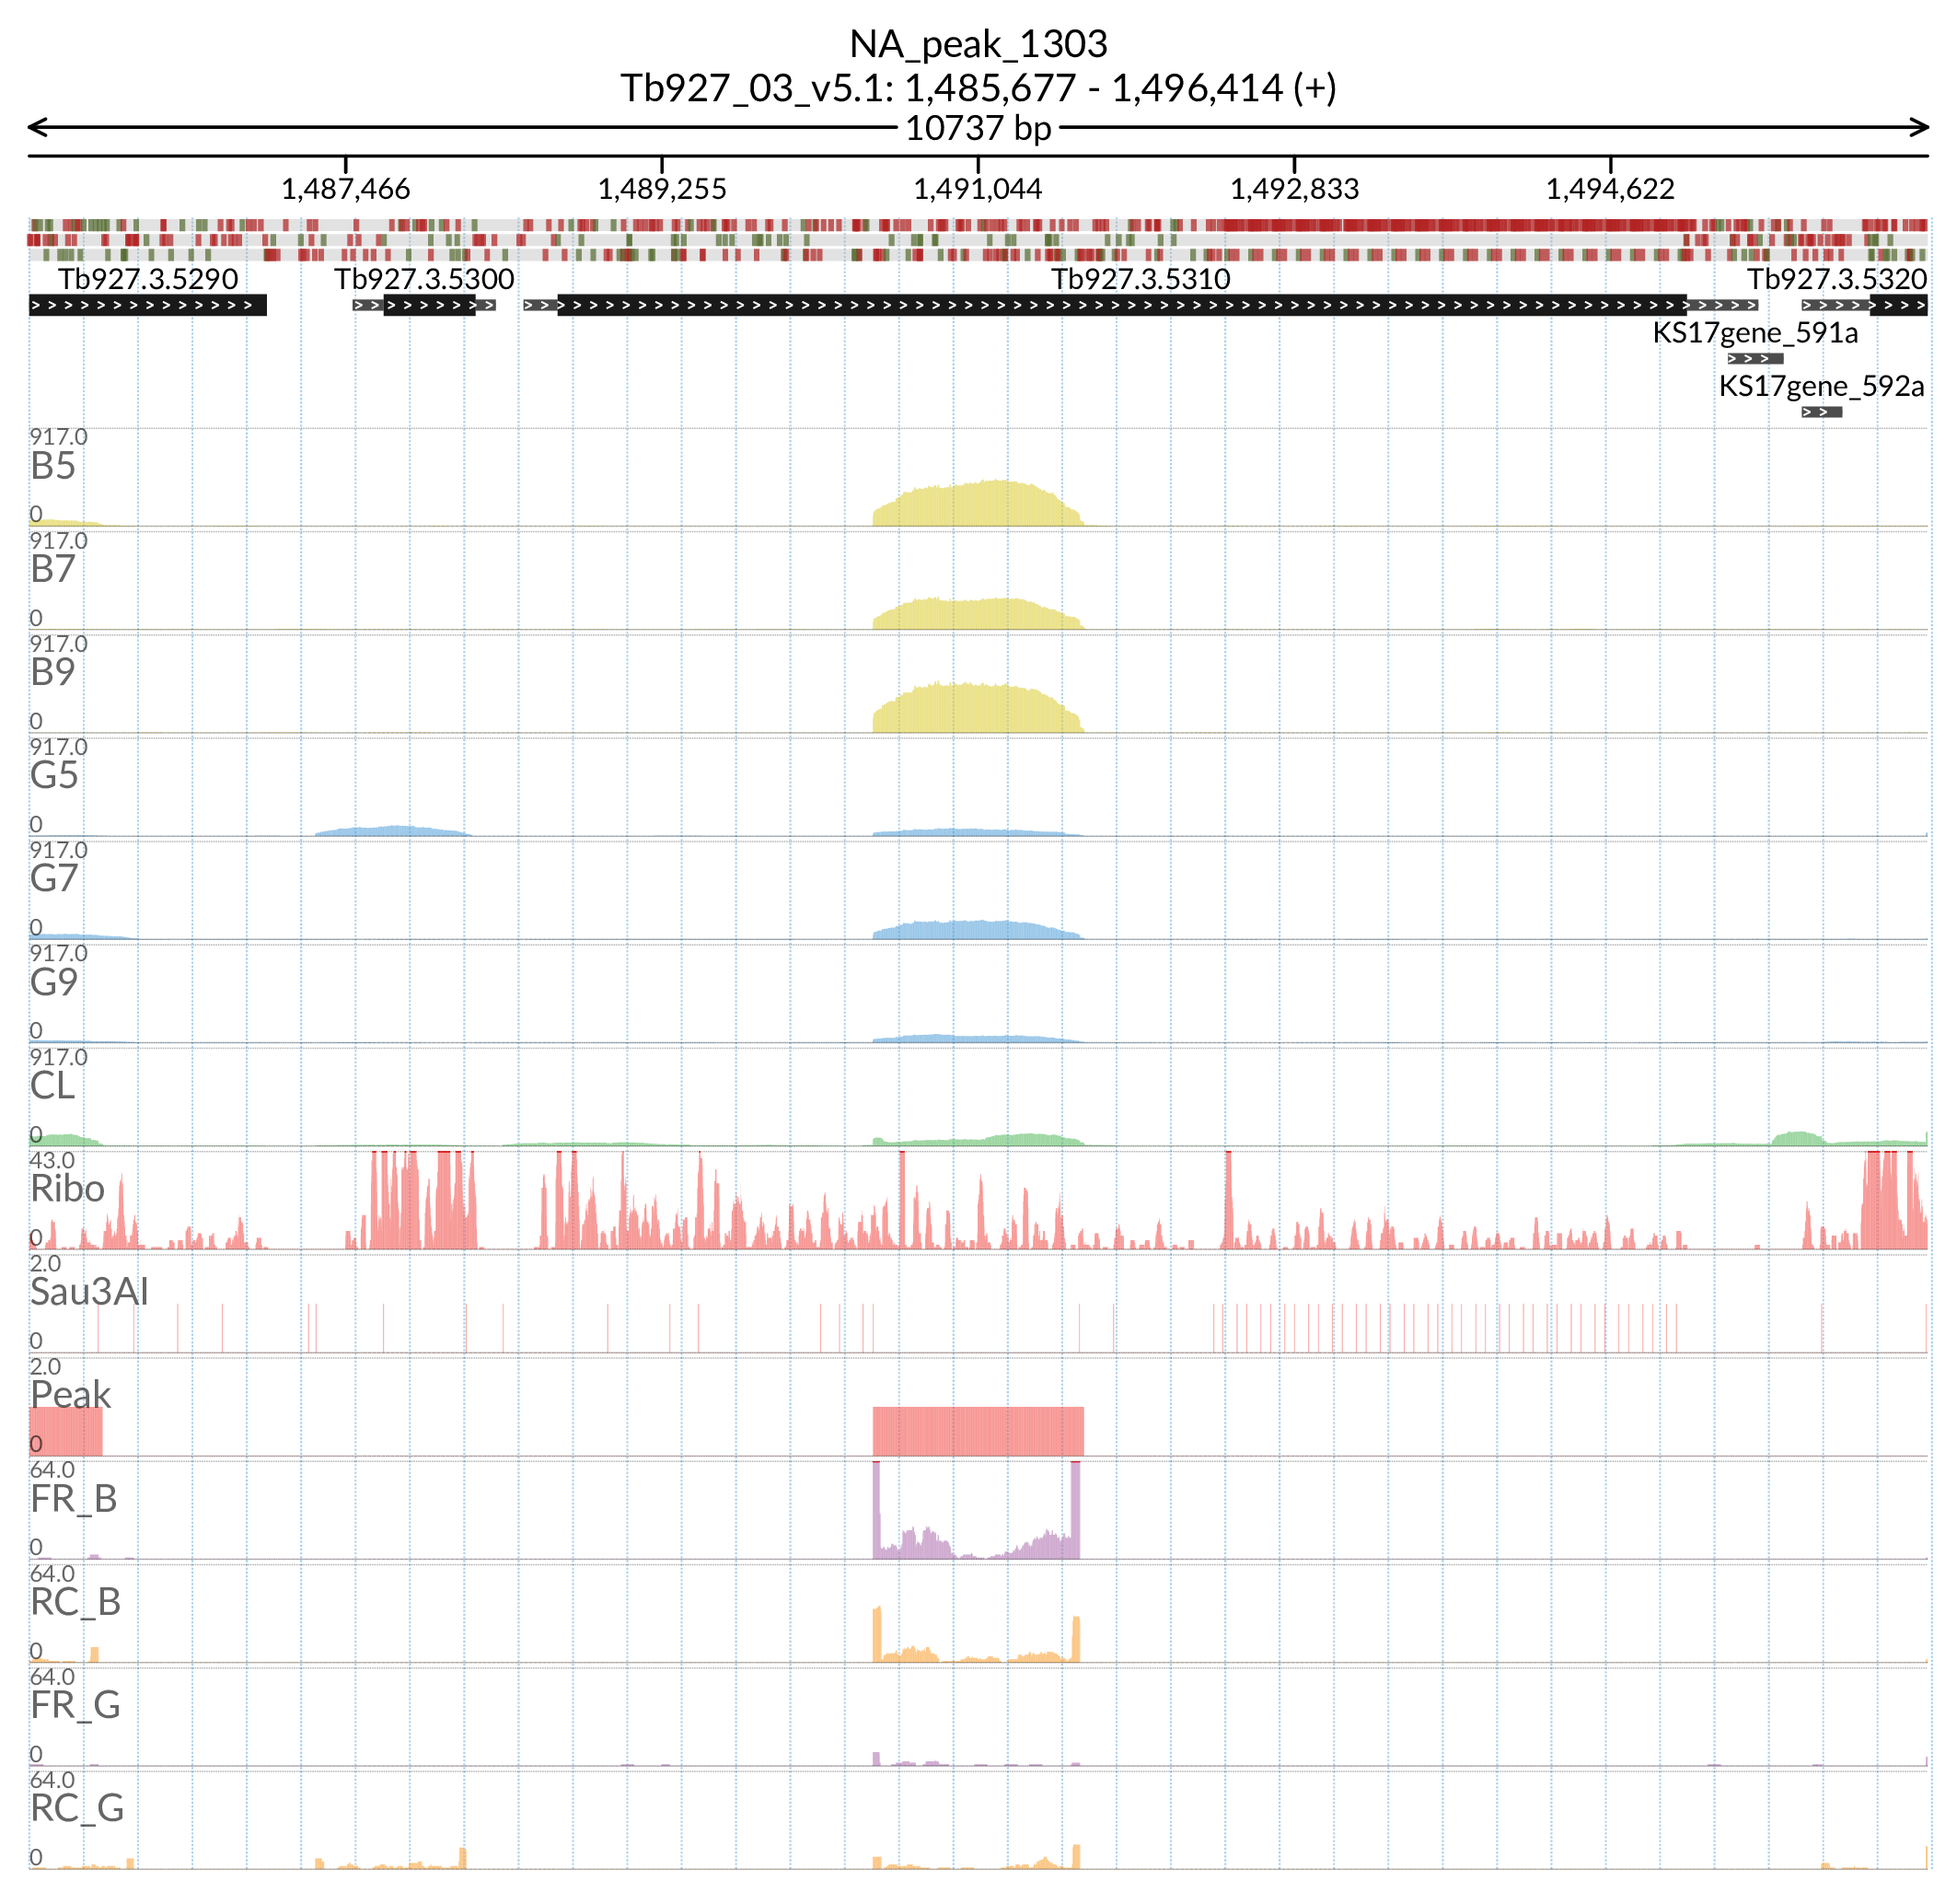 NA_peak_1303
Tb927_03_v5.1: 1,485,677 - 1,496,414 (+)
10737 bp
1,487,466 1,489,255 1,491,044 1,492,833 1,494,622
Tb927.3.5290 Tb927.3.5300 Tb927.3.5310 Tb927.3.5320
KS17gene_591a
KS17gene_592a
917.0
B5
0
917.0
B7
0
917.0
B9
0
917.0
G5
0
917.0
G7
0
917.0
G9
0
917.0
CL
0
43.0
Ribo
0
2.0
Sau3AI
0
2.0
Peak
0
64.0
FR_B
0
64.0
RC_B
0
64.0
FR_G
0
64.0
RC_G
0